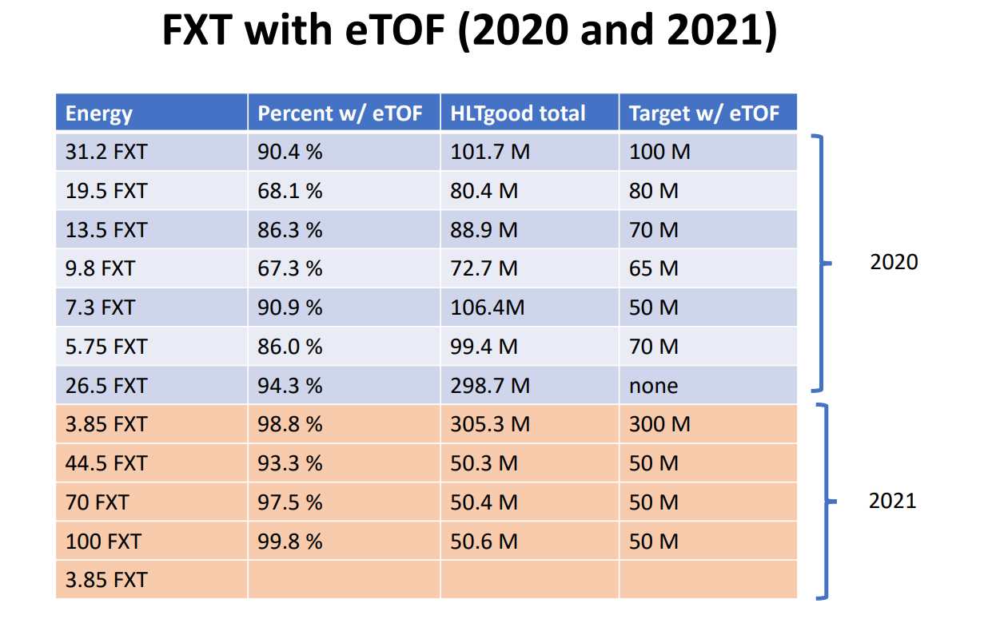 FXT with eTOF (2020 and 2021)
Energy Percent w/ eTOF HLTgood total Target w/ eTOF
31.2 FXT 90.4 % 101.7 M 100 M
19.5 FXT 68.1 % 80.4 M 80 M
13.5 FXT 86.3 % 88.9 M 70 M
9.8 FXT 67.3 % 72.7 M 65 M
7.3 FXT 90.9 % 106.4M 50 M
5.75 FXT 86.0 % 99.4 M 70 M
26.5 FXT 94.3 % 298.7 M none
2020
3.85 FXT 98.8 % 305.3 M 300 M
44.5 FXT 93.3 % 50.3 M 50 M
70 FXT 97.5 % 50.4 M 50 M
100 FXT 99.8 % 50.6 M 50 M
3.85 FXT
2021